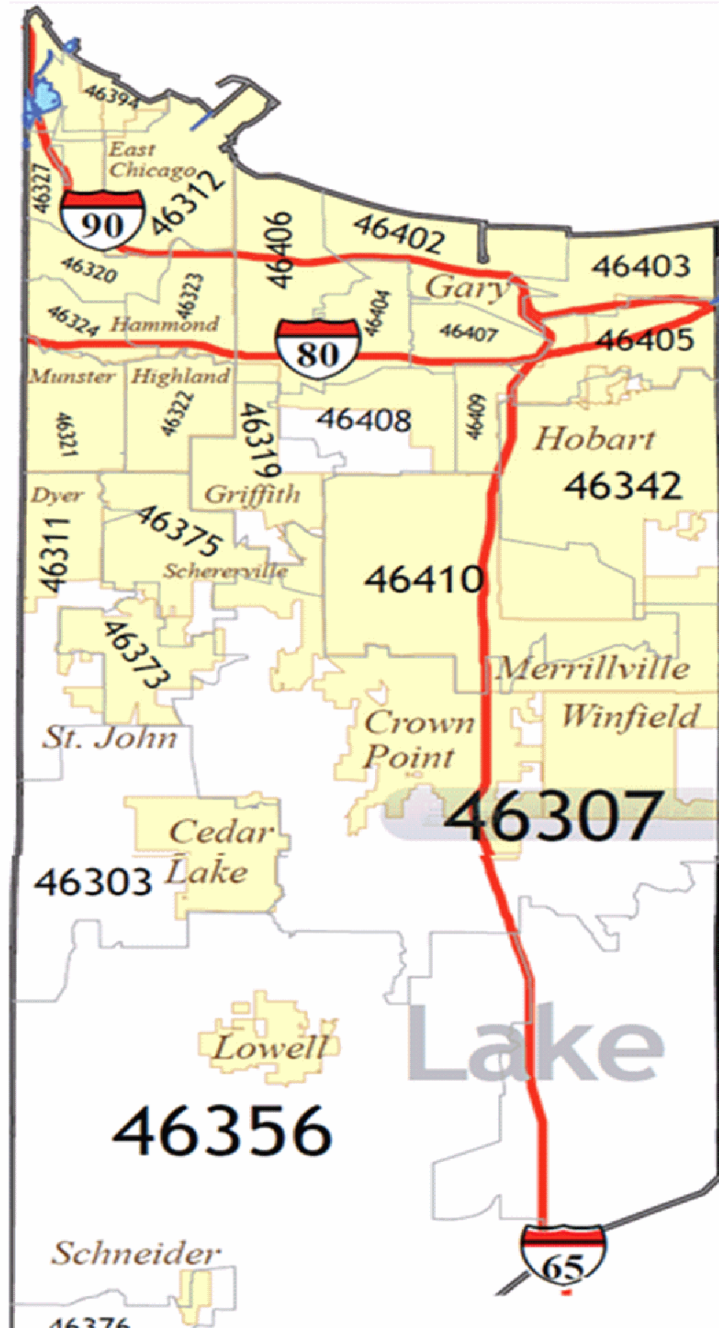 46394
East
Chicago
46327
90
46312
46406
46402
46403
46320
46323
Gary
46404
46324
Hammond
46407
46405
80
Munster
Highland
46321
46322
46319
46408
46409
Hobart
46342
Dyer
Griffith
46311
46375
Schererville
46410
46373
Merrillville
St. John
Crown
Point
Winfield
46307
Cedar
Lake
46303
Lake
Lowell
46356
Schneider
65
46376